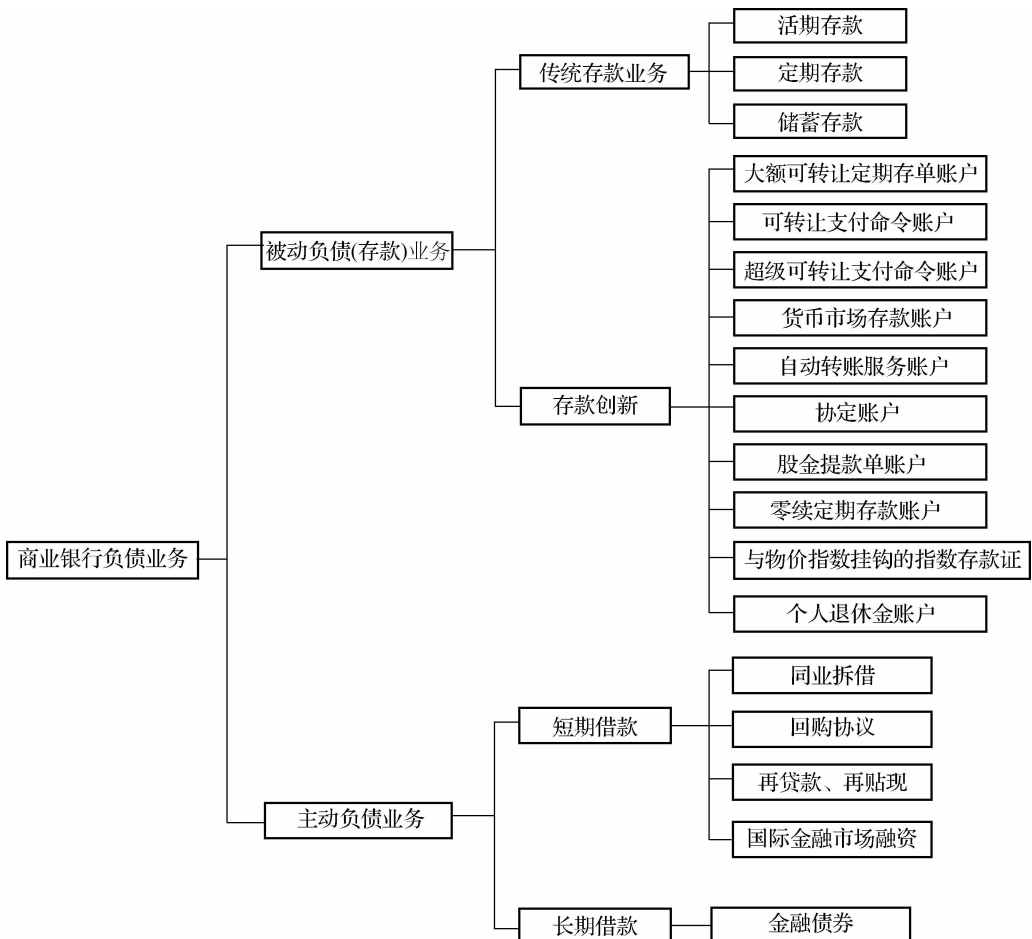 商业银行负债业务
被动负债(存款)业务
传统存款业务
活期存款
定期存款
储蓄存款
存款创新
大额可转让定期存单账户
可转让支付命令账户
超级可转让支付命令账户
货币市场存款账户
自动转账服务账户
协定账户
股金提款单账户
零续定期存款账户
与物价指数挂钩的指数存款证
个人退休金账户
主动负债业务
短期借款
同业拆借
回购协议
再贷款、再贴现
国际金融市场融资
长期借款
金融债券